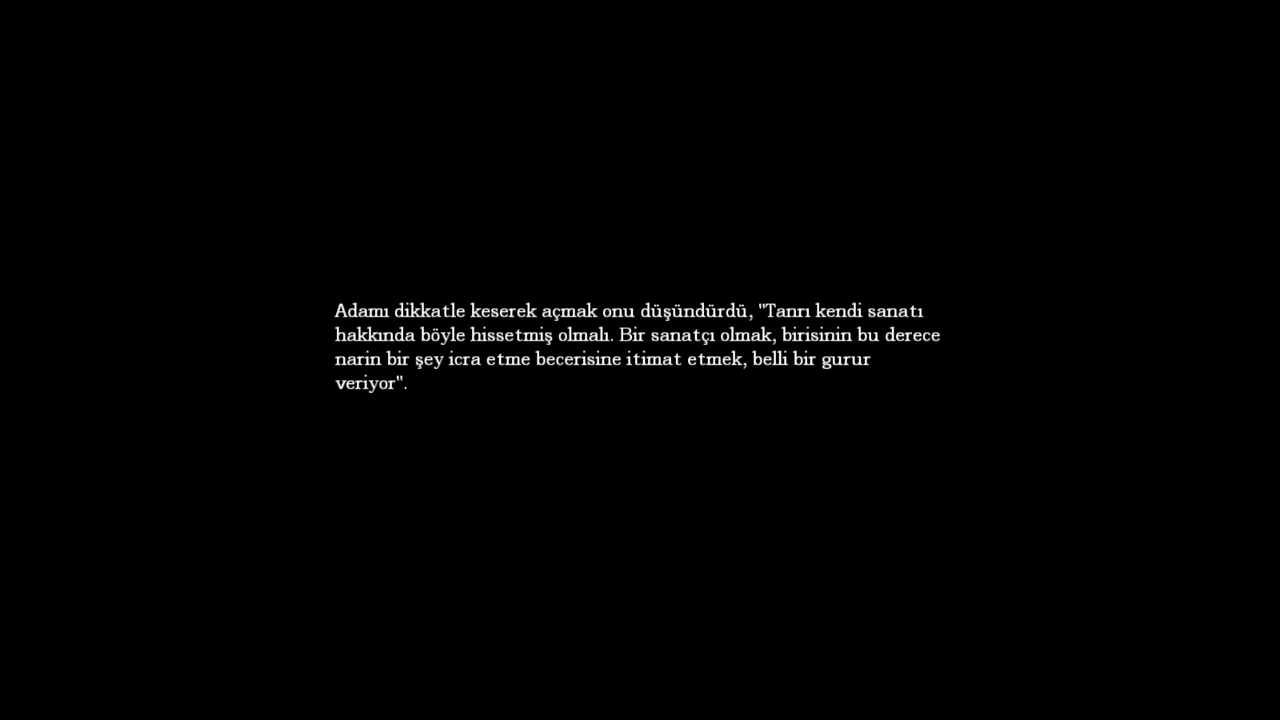 Adamı dikkatle keserek açmak onu düşündürdü, "Tanrı kendi sanatı
hakkında böyle hissetmiş olmalı. Bir sanatçı olmak, birisinin bu derece
narin bir şey icra etme becerisine itimat etmek, belli bir gurur
veriyor".